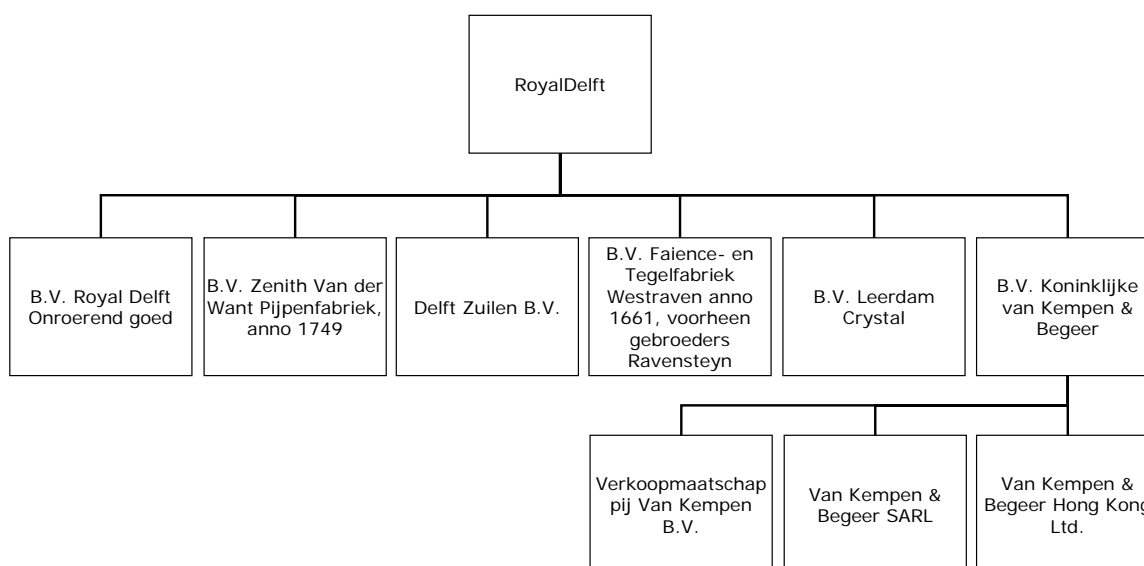 RoyalDelft
B.V. Royal Delft
Onroerend goed
B.V. Zenith Van der
Want Pijpenfabriek,
anno 1749
Delft Zuilen B.V.
B.V. Faience- en
Tegelfabriek
Westraven anno
1661, voorheen
gebroeders
Ravensteyn
B.V. Leerdam
Crystal
B.V. Koninklijke
van Kempen &
Begeer
Verkoopmaatschap
pij Van Kempen
B.V.
Van Kempen &
Begeer SARL
Van Kempen &
Begeer Hong Kong
Ltd.